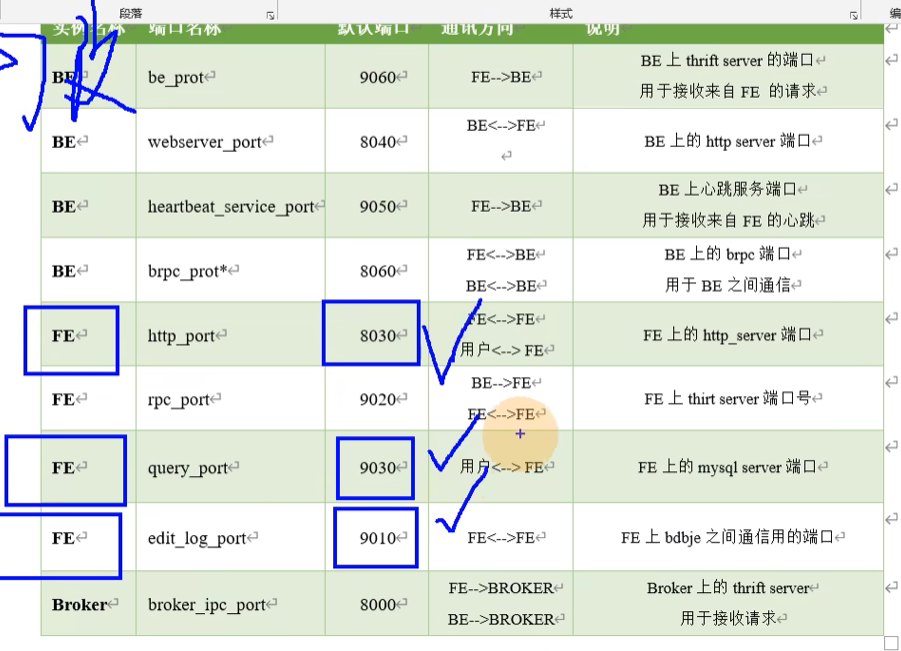 段落
样式
编
实例名称 端口名称 默认端口 通讯方向 说明
BE be_prot 9060 FE-->BE BE 上 thrift server 的端口
用于接收来自 FE 的请求
BE webserver_port 8040 BE<-->FE BE 上的 http server 端口
BE heartbeat_service_port 9050 FE-->BE BE 上心跳服务端口
用于接收来自 FE 的心跳
BE brpc_prot* 8060 FE<-->BE BE 上的 brpc 端口
BE<-->BE 用于 BE 之间通信
FE http_port 8030 FE<-->FE FE 上的 http_server 端口
用户<--> FE
FE rpc_port 9020 BE-->FE FE 上 thirt server 端口号
FE<-->FE
FE query_port 9030 用户<--> FE FE 上的 mysql server 端口
FE edit_log_port 9010 FE<-->FE FE 上 bdbje 之间通信用的端口
Broker broker_ipc_port 8000 FE-->BROKER Broker 上的 thrift server
BE-->BROKER 用于接收请求